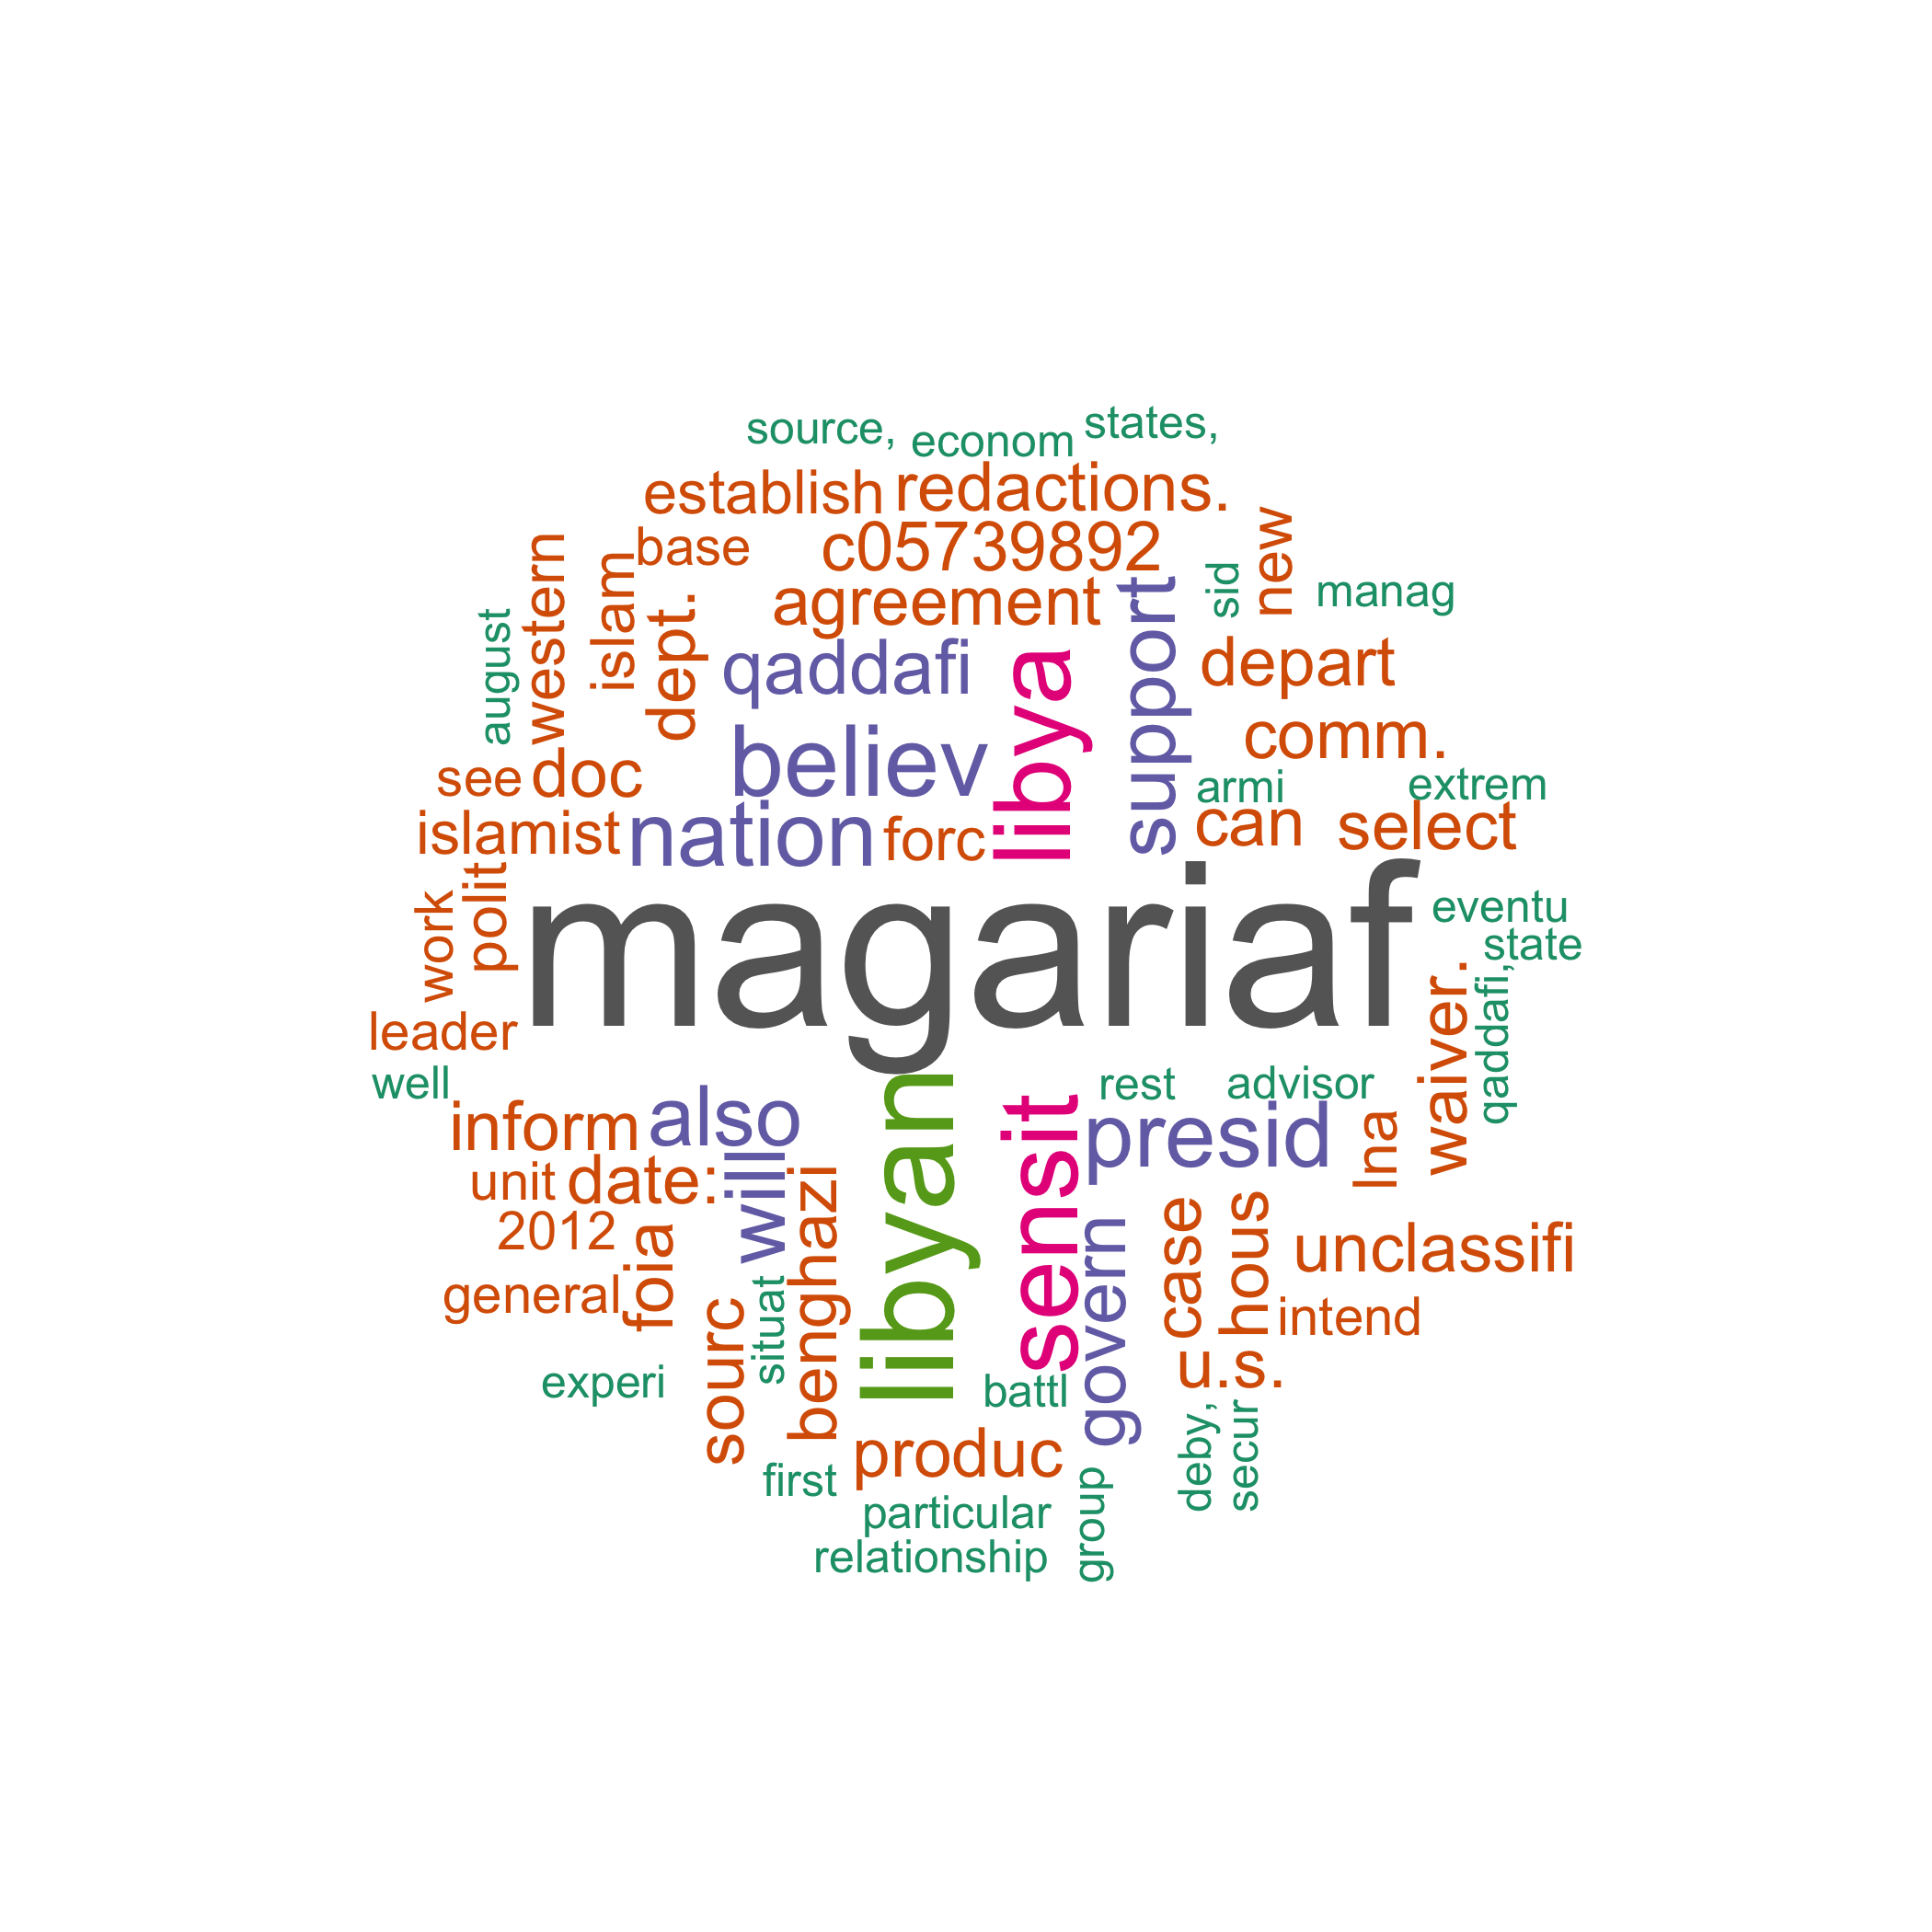 source,
econom
states,
establish
redactions.
base
c05739892
new
sid
manag
western
islam
dept.
agreement
support
august
qaddafi
libya
depart
see
doc
believ
comm.
armi
extrem
islamist
nation
forc
can
select
work
polit
magariaf
eventu
state
leader
waiver.
qaddafi,
well
rest
advisor
inform
also
libyan
sensit
presid
lna
unit
date:
will
benghazi
2012
foia
govern
case
hous
unclassifi
general
sourc
situat
intend
experi
battl
u.s.
first
produc
deby,
secur
particular
group
relationship